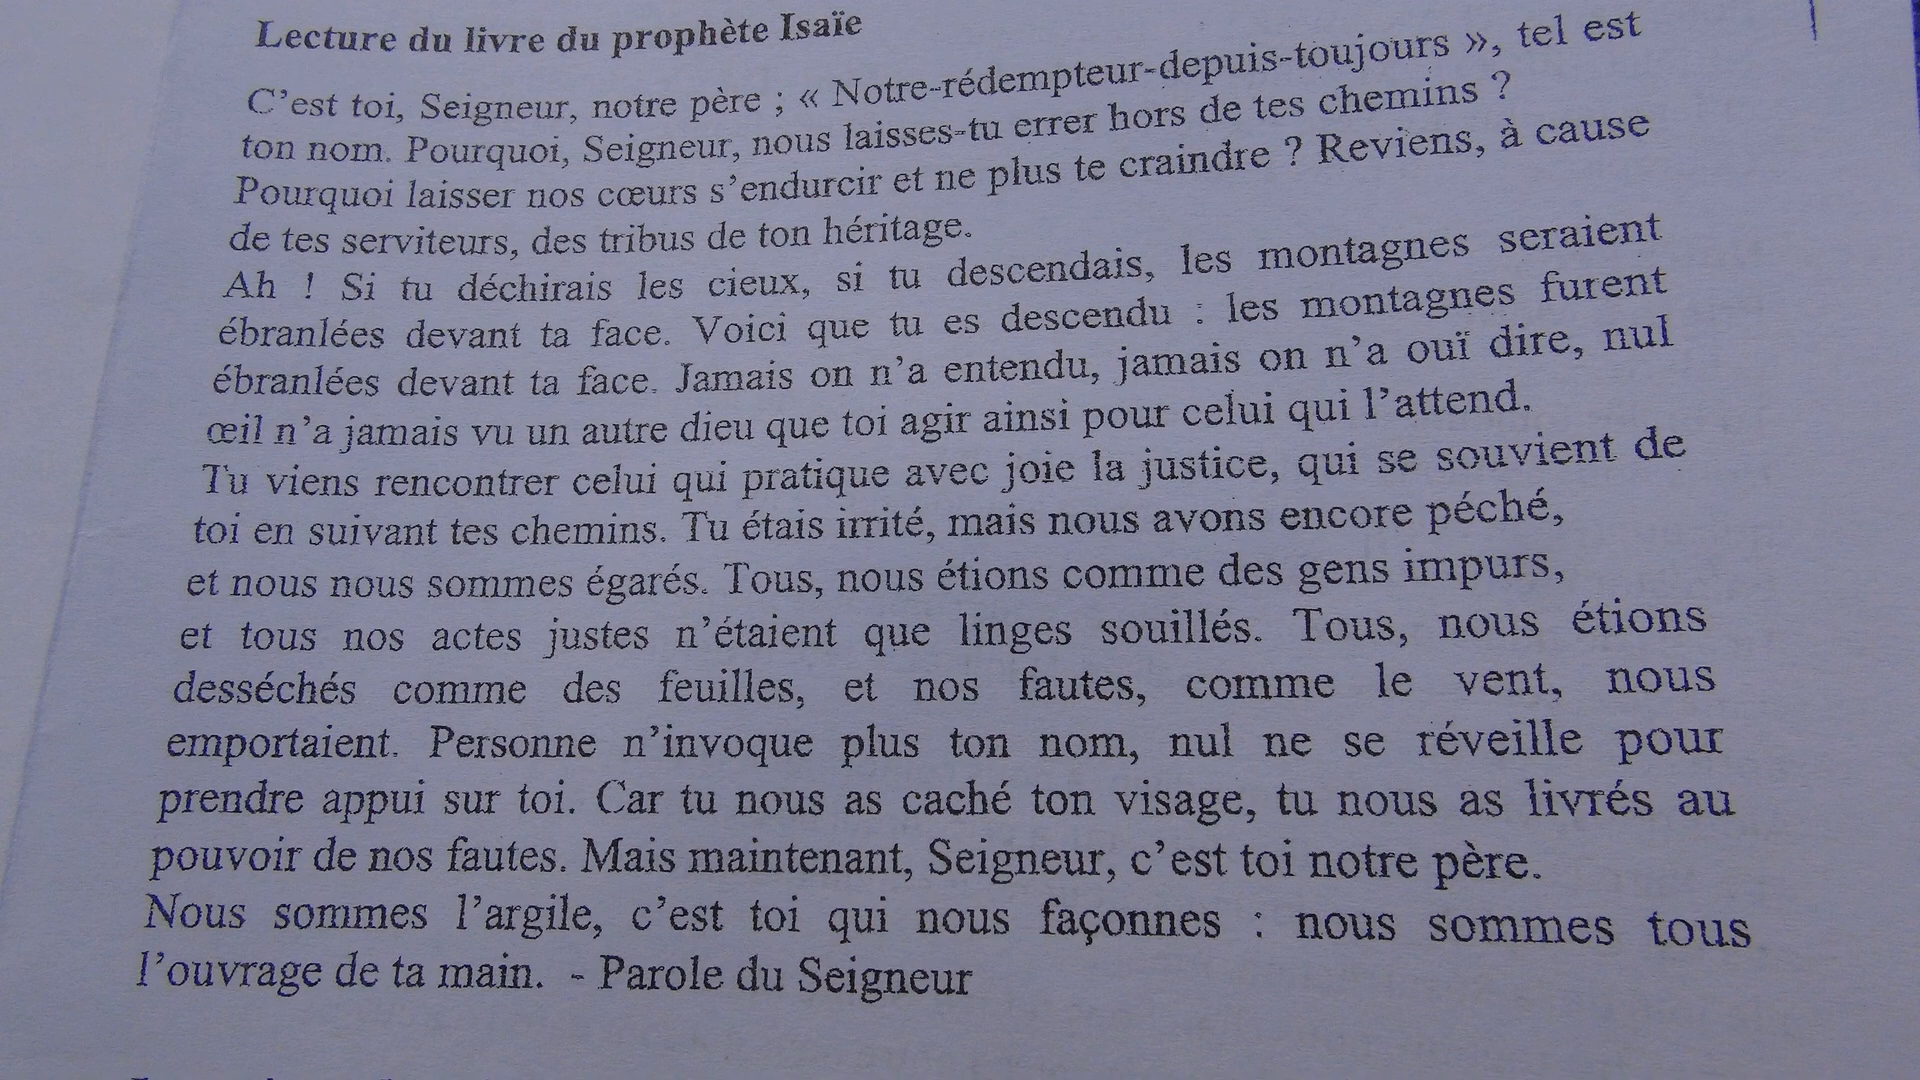 Lecture du livre du prophète Isaïe
C’est toi, Seigneur, notre père ; « Notre-rédempteur-depuis-toujours », tel est
ton nom. Pourquoi, Seigneur, nous laisses-tu errer hors de tes chemins ?
Pourquoi laisser nos cœurs s’endurcir et ne plus te craindre ? Reviens, à cause
de tes serviteurs, des tribus de ton héritage.
Ah ! Si tu déchirais les cieux, si tu descendais, les montagnes seraient
ébranlées devant ta face. Voici que tu es descendu : les montagnes furent
ébranlées devant ta face. Jamais on n’a entendu, jamais on n’a ouï dire, nul
œil n’a jamais vu un autre dieu que toi agir ainsi pour celui qui l’attend.
Tu viens rencontrer celui qui pratique avec joie la justice, qui se souvient de
toi en suivant tes chemins. Tu étais irrité, mais nous avons encore péché,
et nous nous sommes égarés. Tous, nous étions comme des gens impurs,
et tous nos actes justes n’étaient que linges souillés. Tous, nous étions
desséchés comme des feuilles, et nos fautes, comme le vent, nous
emportaient. Personne n’invoque plus ton nom, nul ne se réveille pour
prendre appui sur toi. Car tu nous as caché ton visage, tu nous as livrés au
pouvoir de nos fautes. Mais maintenant, Seigneur, c’est toi notre père.
Nous sommes l’argile, c’est toi qui nous façonnes : nous sommes tous
l’ouvrage de ta main. - Parole du Seigneur